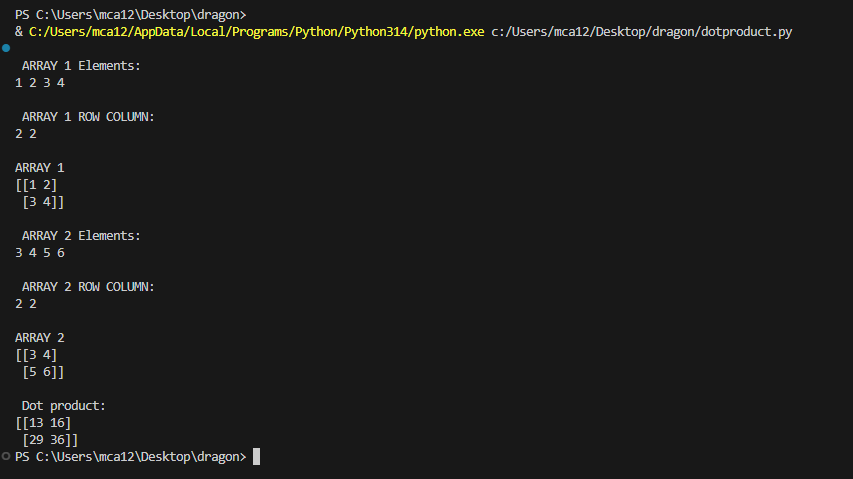 PS C:\Users\mca12\Desktop\dragon>
& C:/Users/mca12/AppData/Local/Programs/Python/Python314/python.exe c:/Users/mca12/Desktop/dragon/dotproduct.py
ARRAY 1 Elements:
1 2 3 4
ARRAY 1 ROW COLUMN:
2 2
ARRAY 1
[[1 2]
[3 4]]
ARRAY 2 Elements:
3 4 5 6
ARRAY 2 ROW COLUMN:
2 2
ARRAY 2
[[3 4]
[5 6]]
Dot product:
[[13 16]
[29 36]]
PS C:\Users\mca12\Desktop\dragon>